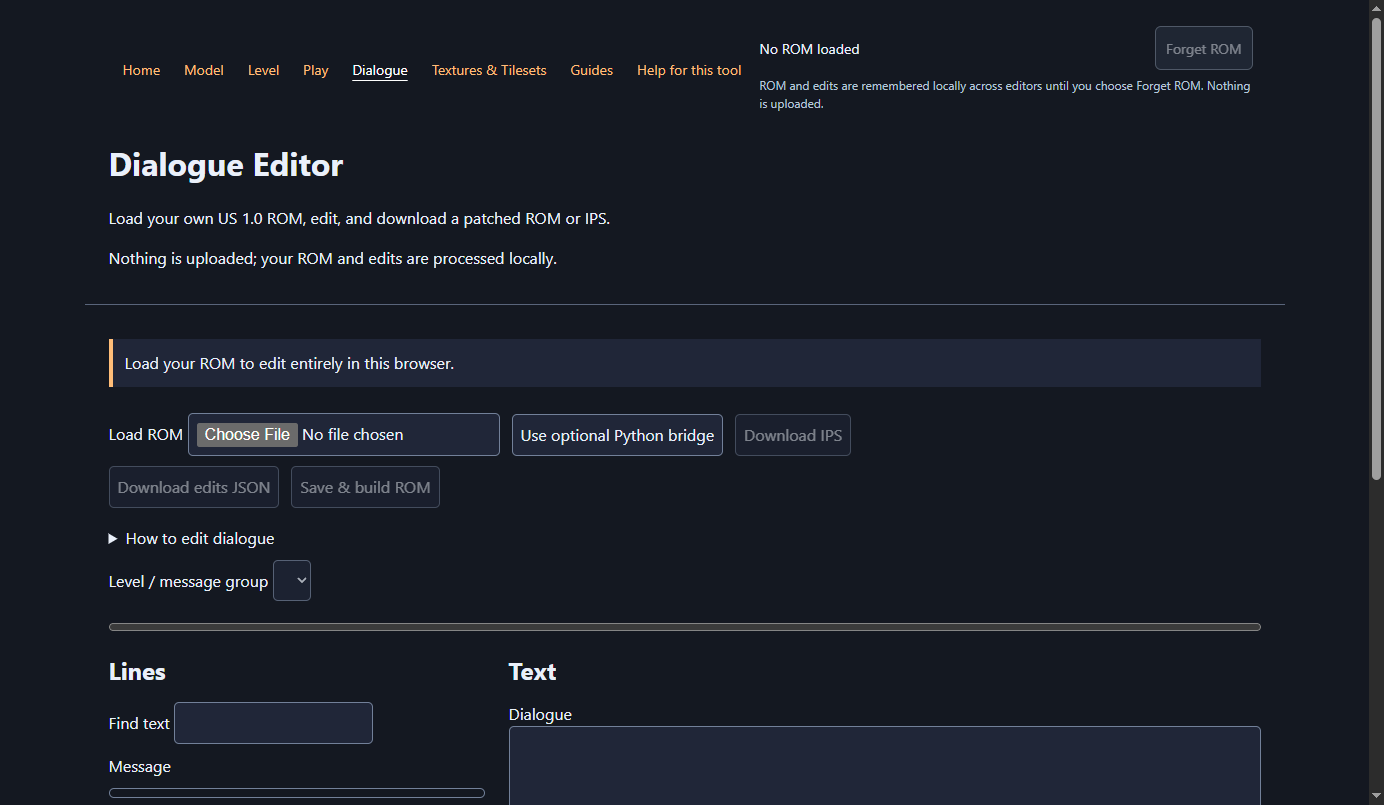 Home Model Level Play Dialogue Textures & Tilesets Guides Help for this tool
No ROM loaded
Forget ROM
ROM and edits are remembered locally across editors until you choose Forget ROM. Nothing
is uploaded.
Dialogue Editor
Load your own US 1.0 ROM, edit, and download a patched ROM or IPS.
Nothing is uploaded; your ROM and edits are processed locally.
Load your ROM to edit entirely in this browser.
Load ROM Choose File No file chosen Use optional Python bridge Download IPS
Download edits JSON Save & build ROM
How to edit dialogue
Level / message group
Lines
Find text
Message
Text
Dialogue